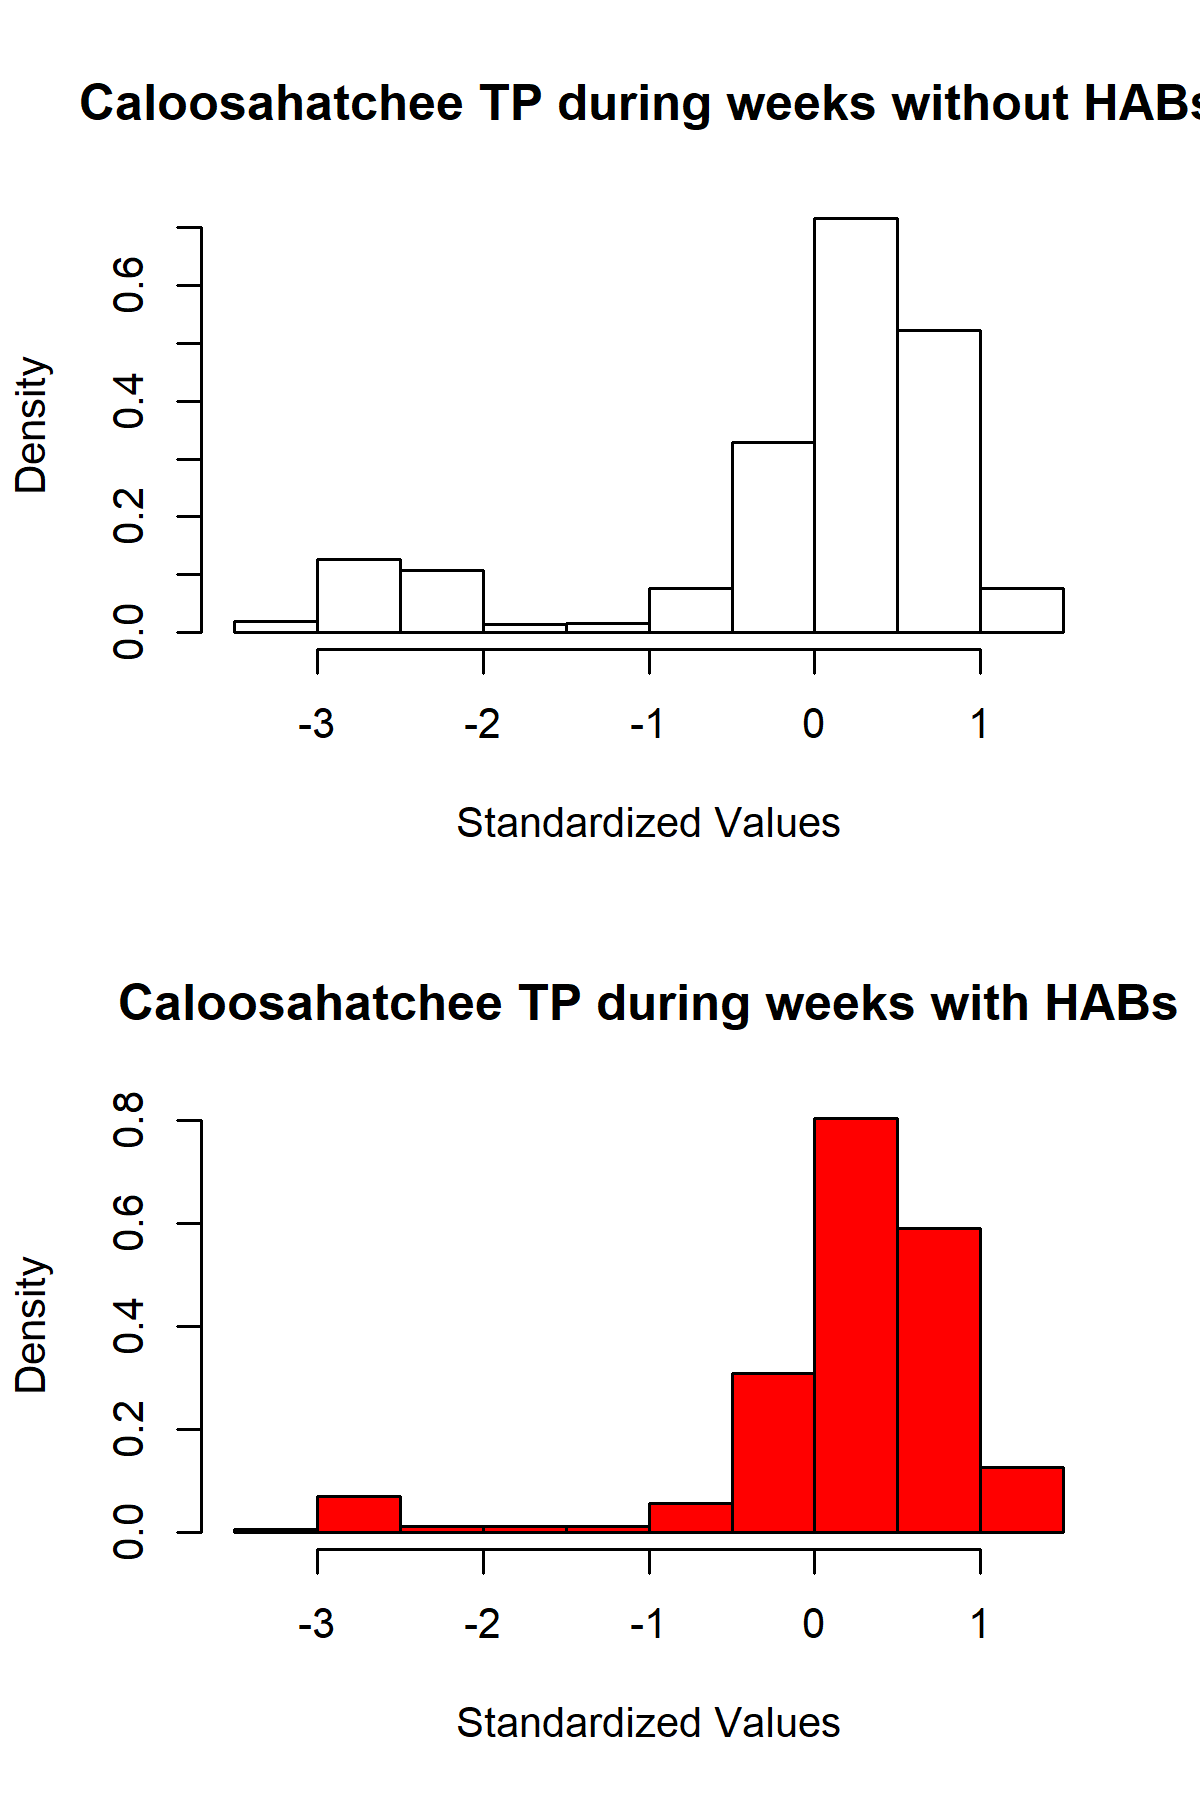 Caloosahatchee TP during weeks without HABs
Density
0.0 0.2 0.4 0.6
-3 -2 -1 0 1
Standardized Values
Caloosahatchee TP during weeks with HABs
Density
0.0 0.2 0.4 0.6 0.8
-3 -2 -1 0 1
Standardized Values